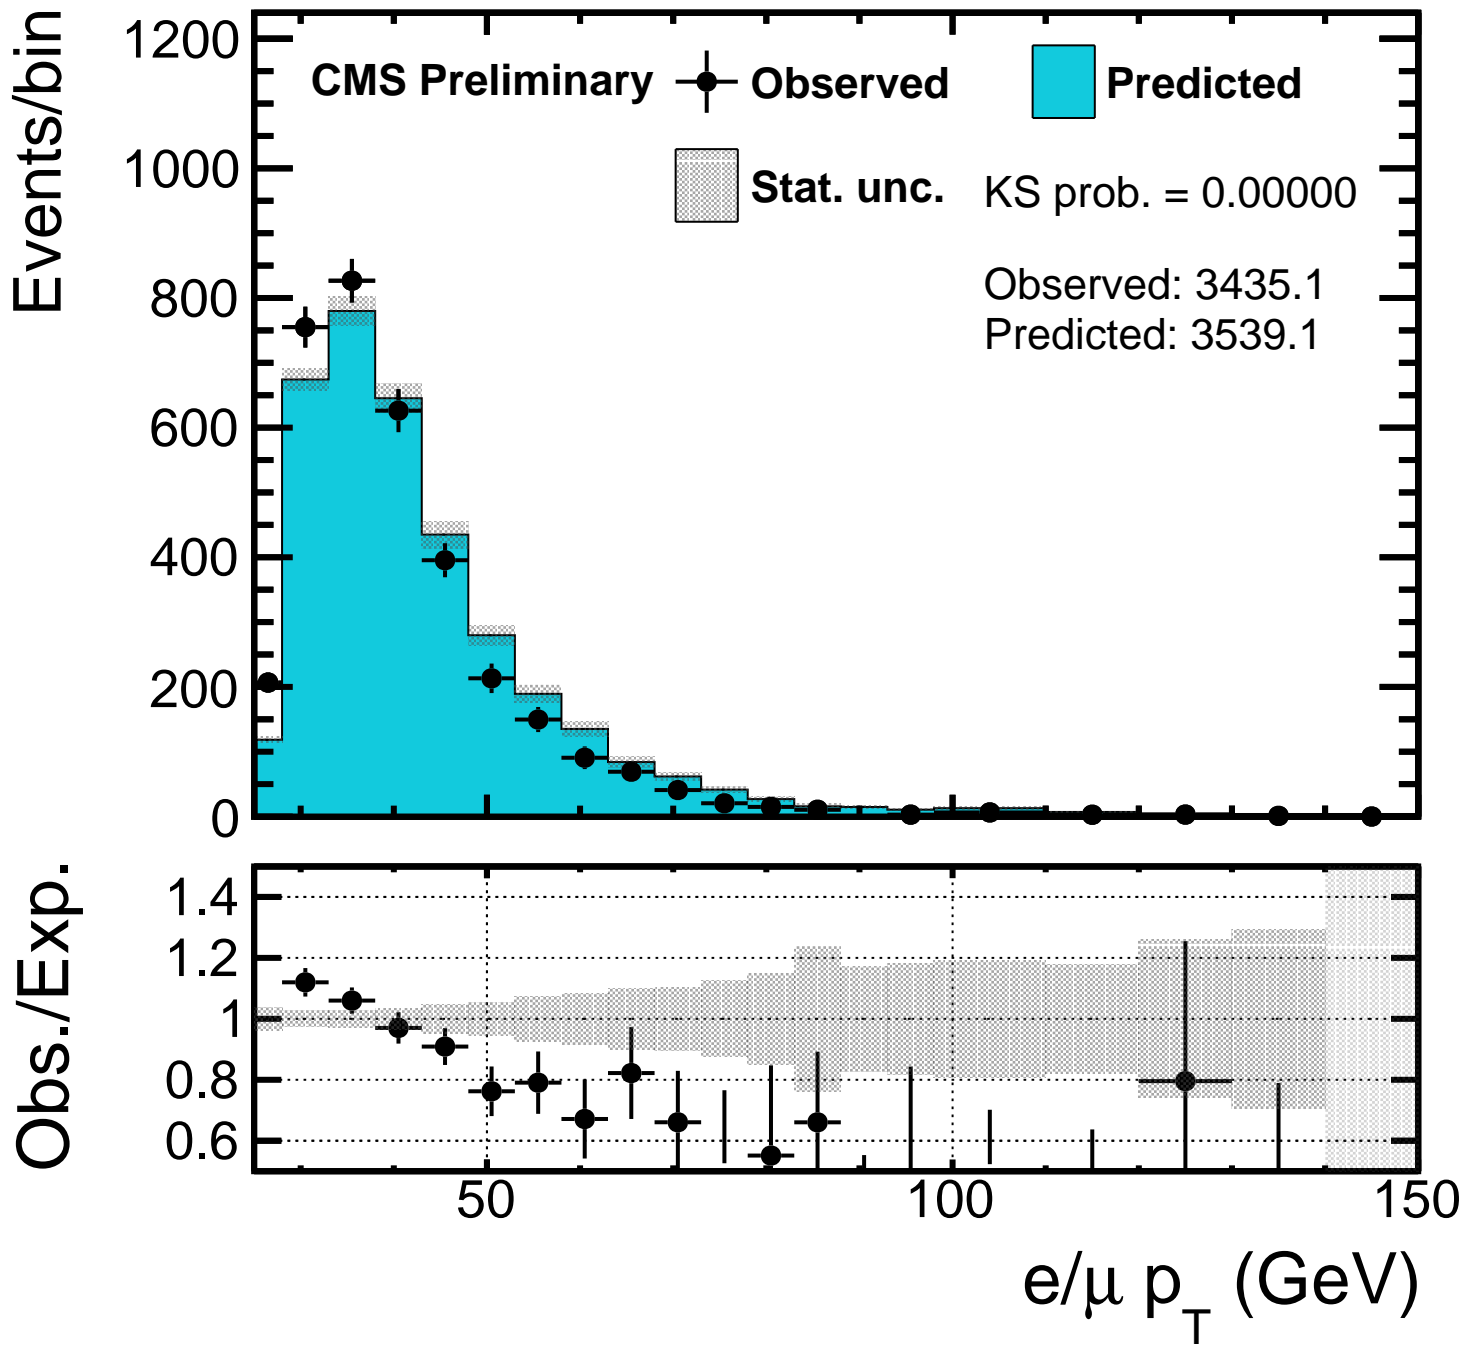 Events/bin
1200
1000
800
600
400
200
0
CMS Preliminary
Observed
Predicted
Stat. unc.
KS prob. = 0.00000
Observed: 3435.1
Predicted: 3539.1
Obs./Exp.
1.4
1.2
1
0.8
0.6
50 100 150
e/μ p_T (GeV)